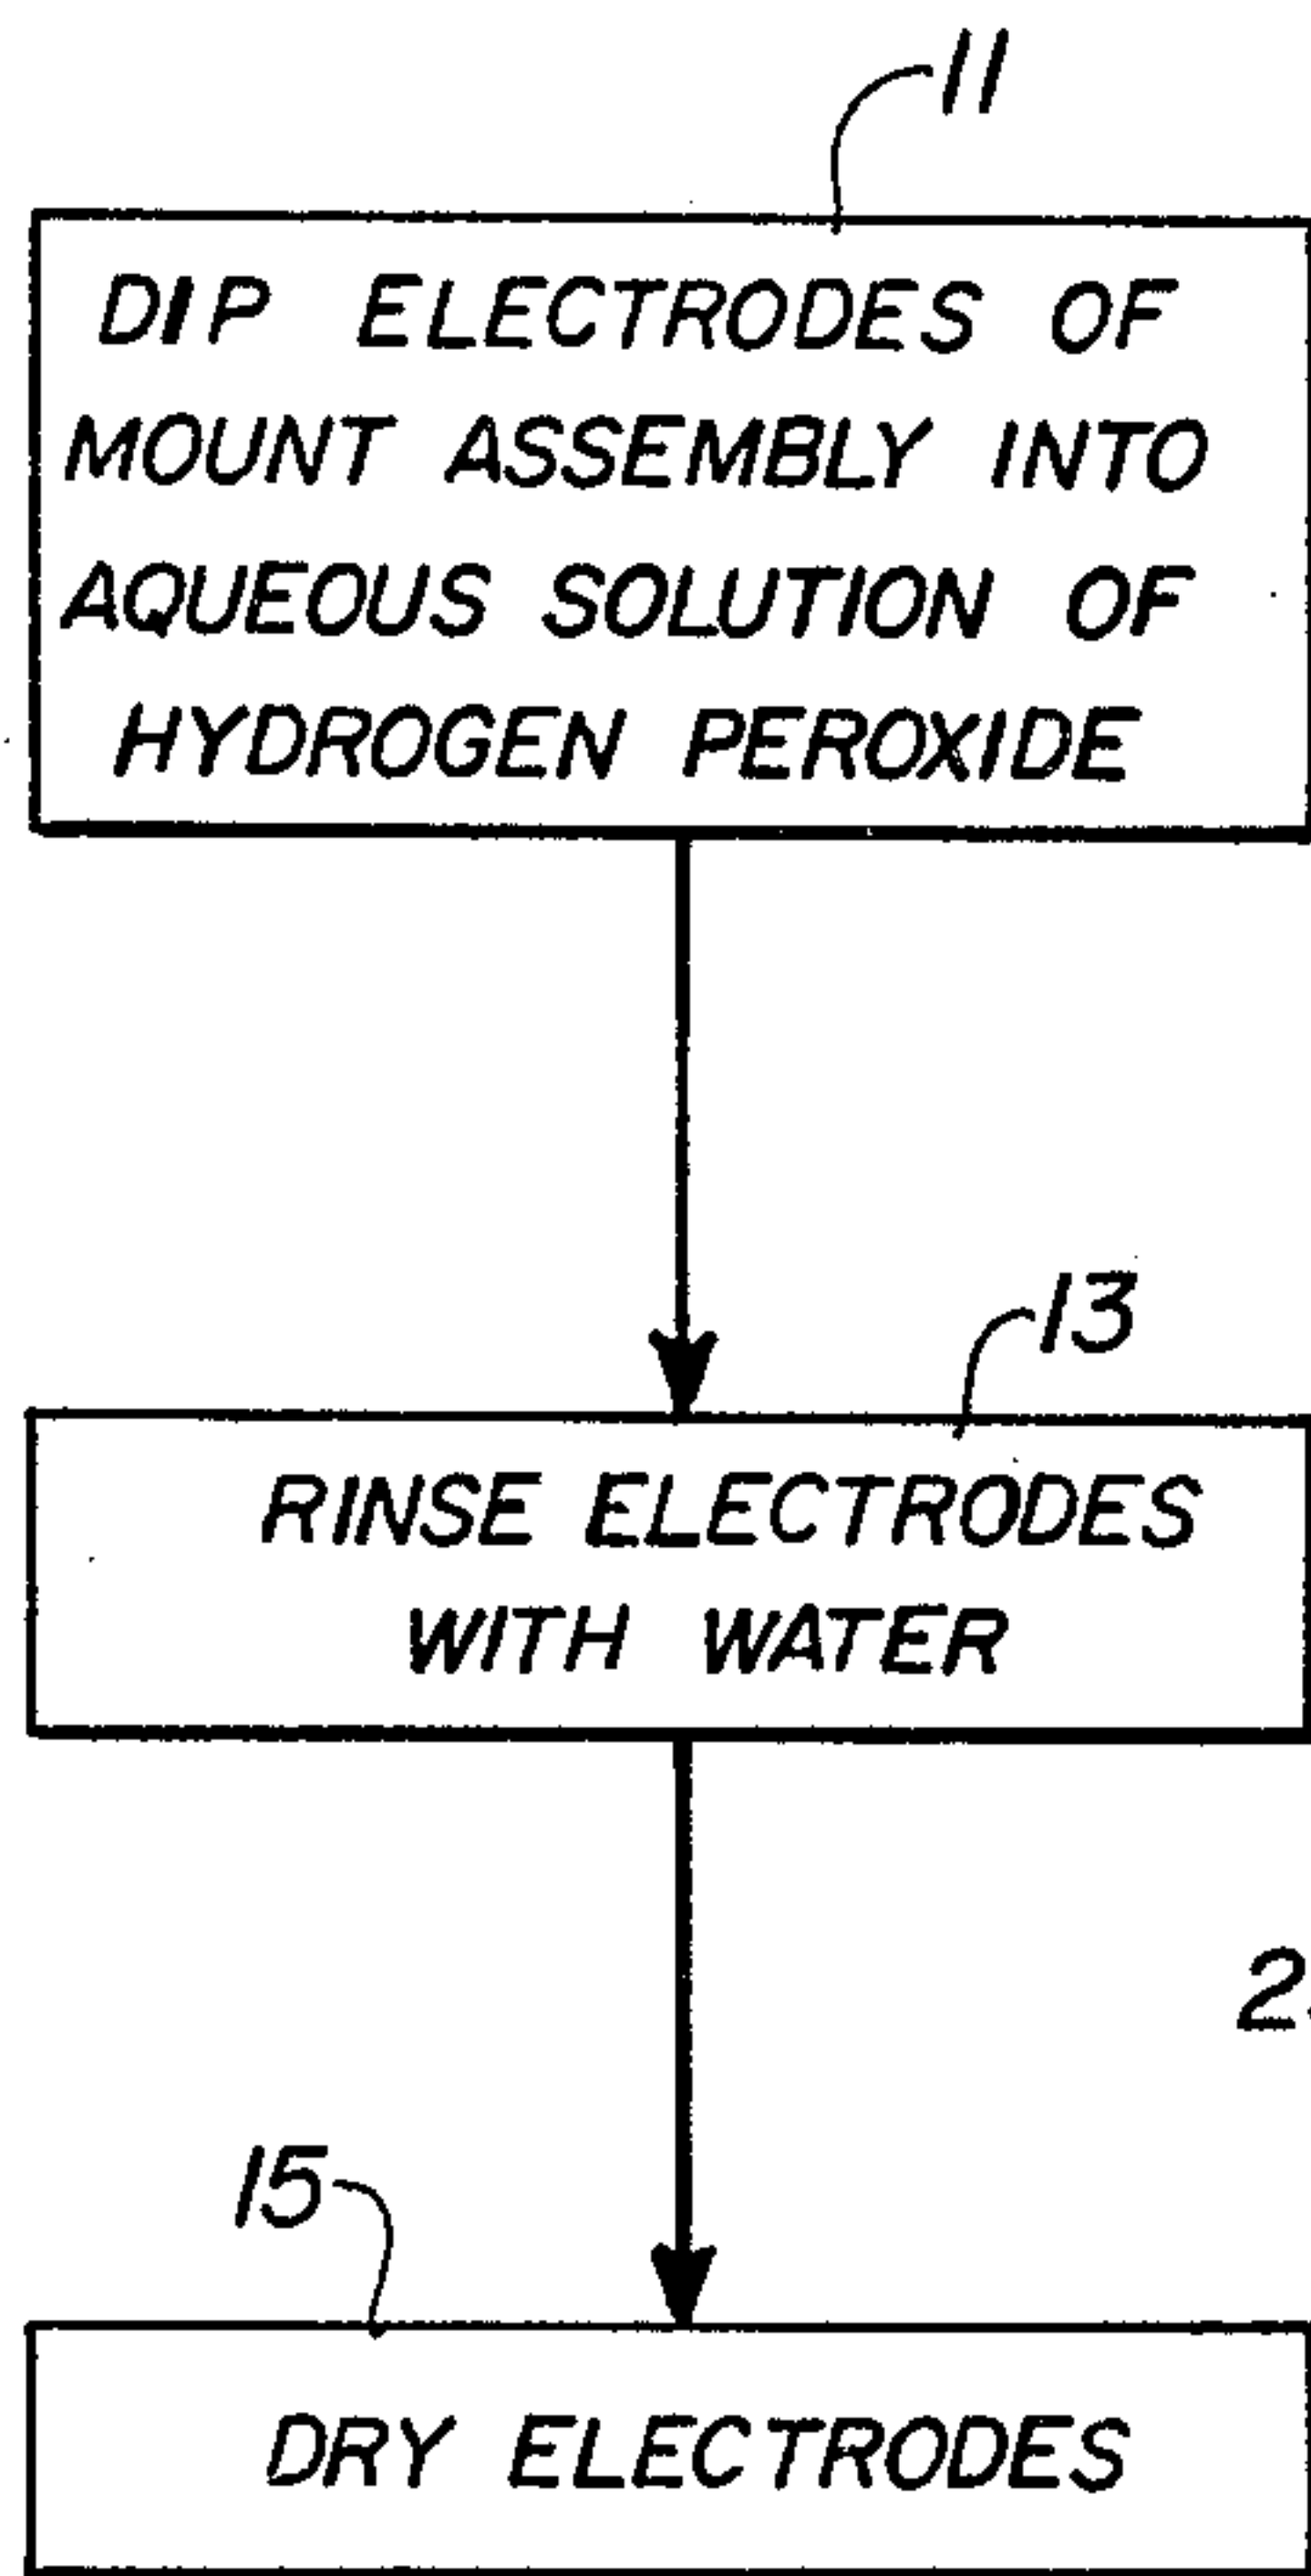 11
DIP ELECTRODES OF
MOUNT ASSEMBLY INTO
AQUEOUS SOLUTION OF
HYDROGEN PEROXIDE
13
RINSE ELECTRODES
WITH WATER
15
DRY ELECTRODES